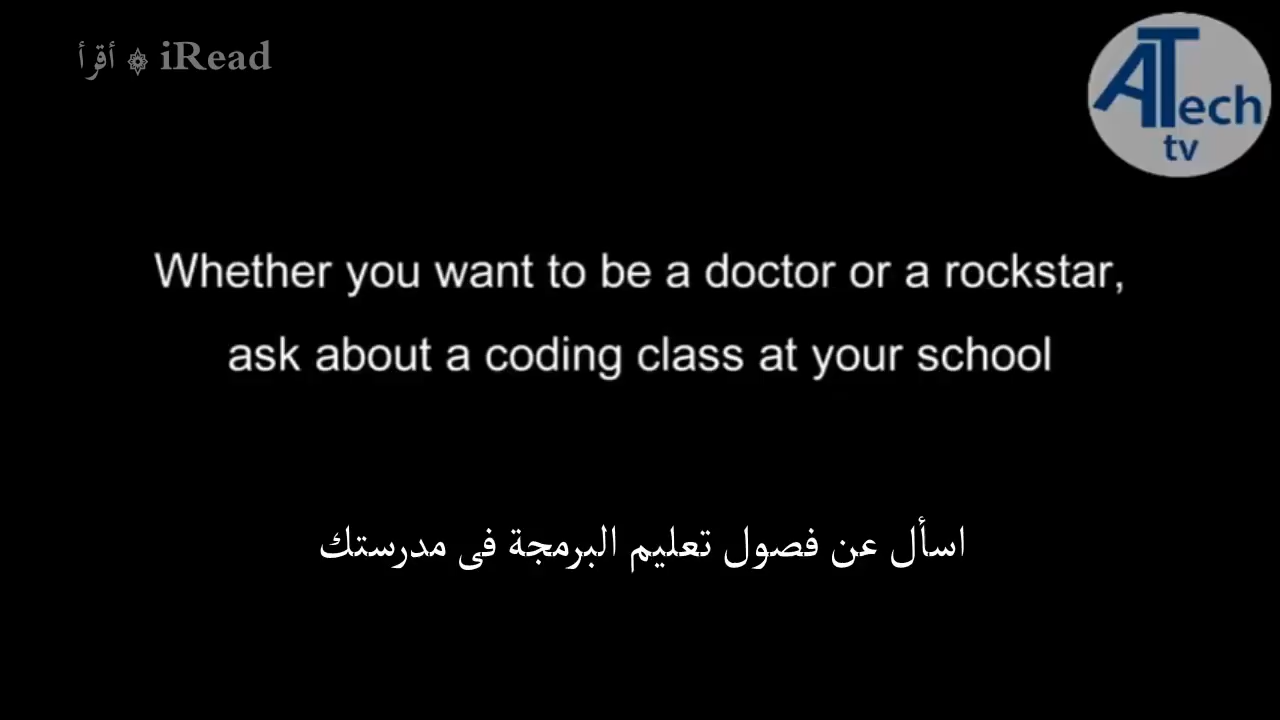 أقرأ ۞ iRead
ATech
tv
Whether you want to be a doctor or a rockstar,
ask about a coding class at your school
اسأل عن فصول تعليم البرمجة فى مدرستك